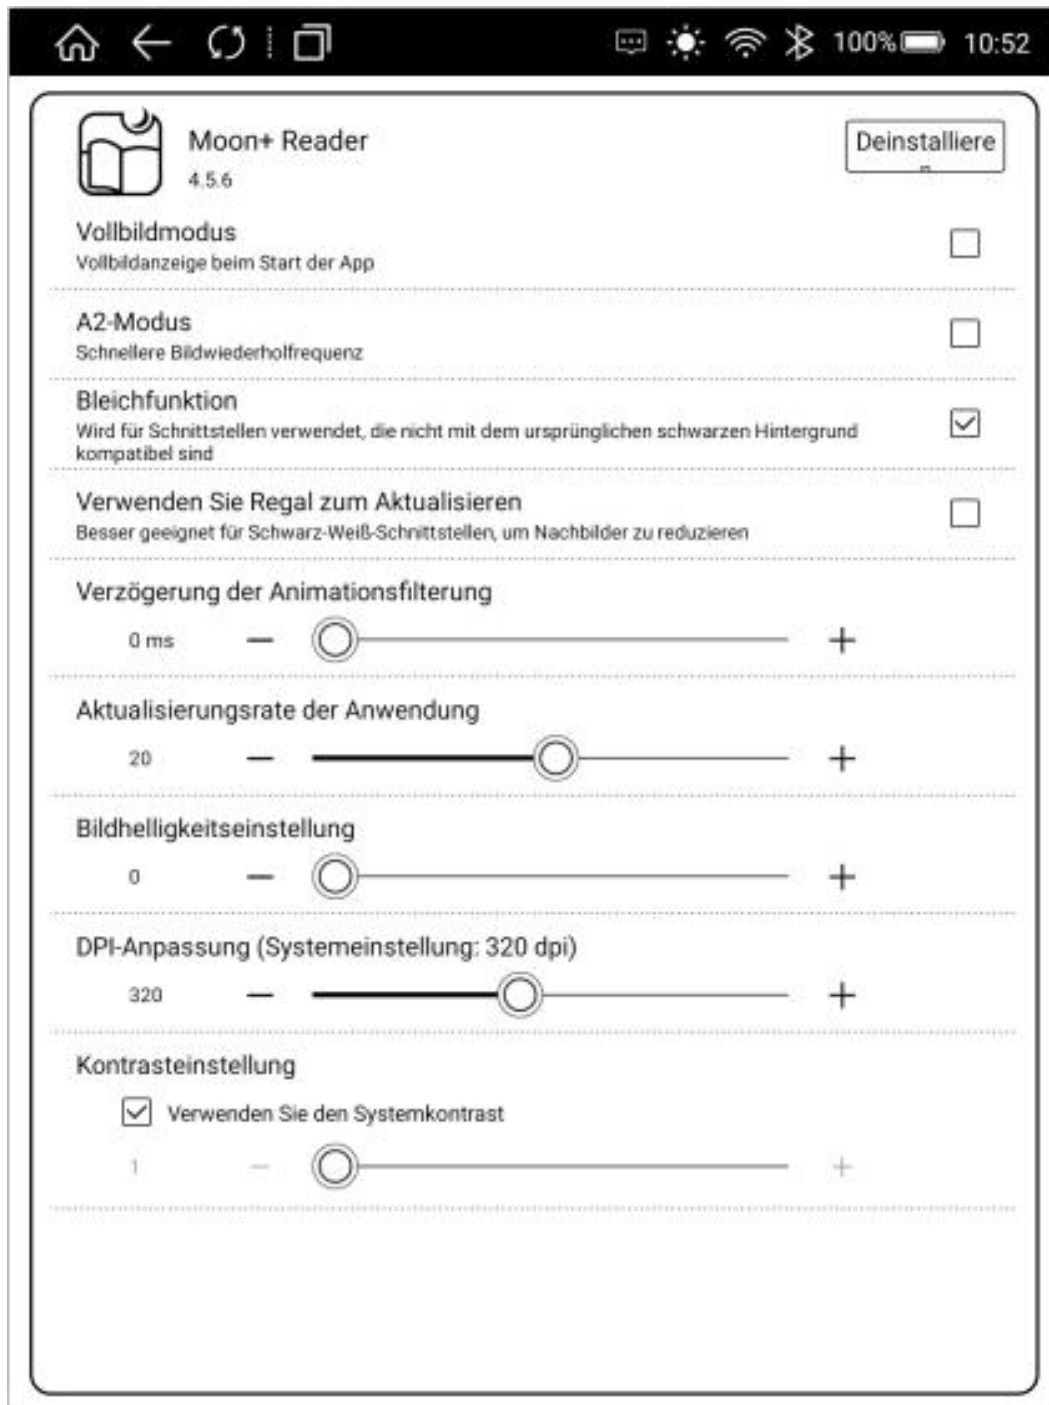 100% 10:52
Moon+ Reader
Deinstalliere
n
4.5.6
Vollbildmodus
Vollbildanzeige beim Start der App
A2-Modus
Schnellere Bildwiederholfrequenz
Bleichfunktion
Wird für Schnittstellen verwendet, die nicht mit dem ursprünglichen schwarzen Hintergrund
kompatibel sind
Verwenden Sie Regal zum Aktualisieren
Besser geeignet für Schwarz-Weiß-Schnittstellen, um Nachbilder zu reduzieren
Verzögerung der Animationsfilterung
0 ms
Aktualisierungsrate der Anwendung
20
Bildhelligkeitseinstellung
0
DPI-Anpassung (Systemeinstellung: 320 dpi)
320
Kontrasteinstellung
Verwenden Sie den Systemkontrast
1